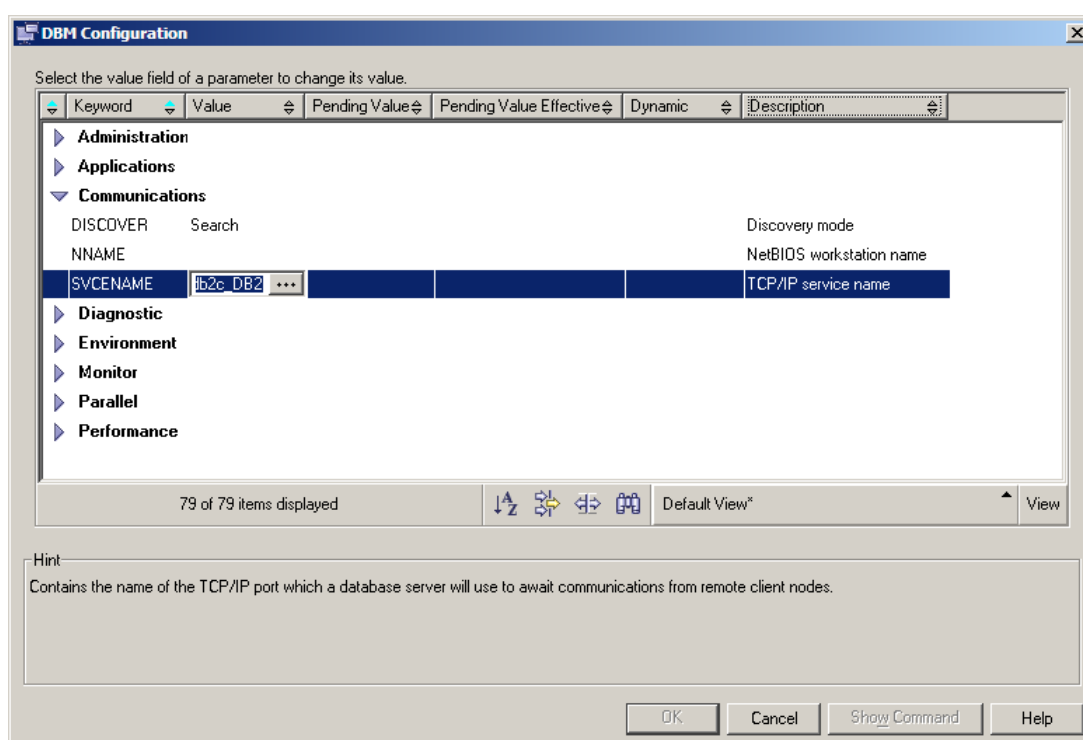 DBM Configuration
Select the value field of a parameter to change its value.
Keyword Value Pending Value Pending Value Effective Dynamic Description
Administration
Applications
Communications
DISCOVER Search Discovery mode
NNAME NetBIOS workstation name
SVCENAME db2c_DB2 ... TCP/IP service name
Diagnostic
Environment
Monitor
Parallel
Performance
79 of 79 items displayed Default View* View
Hint
Contains the name of the TCP/IP port which a database server will use to await communications from remote client nodes.
OK Cancel Show Command Help